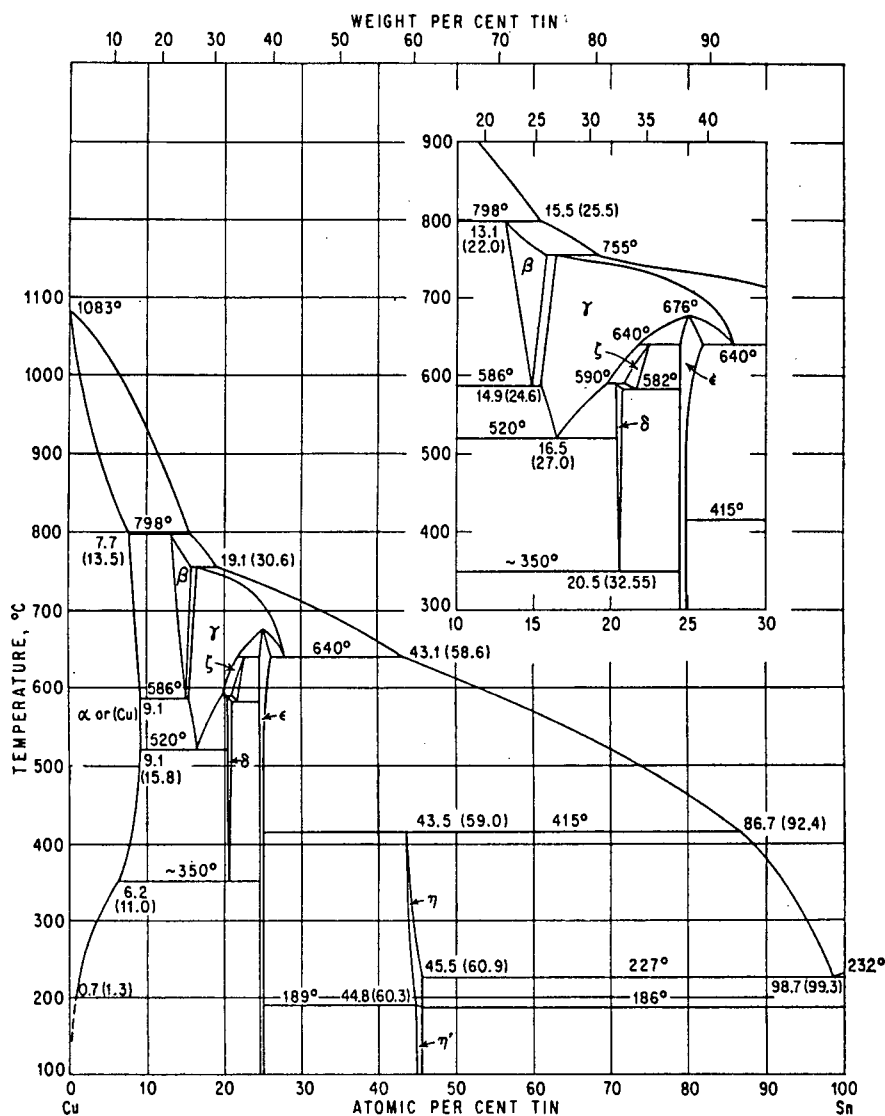 WEIGHT PER CENT TIN
10 20 30 40 50 60 70 80 90
20 25 30 35 40
900
798° 15.5 (25.5)
800
13.1
(22.0)
755°
β
1100
1083°
700
γ
676°
640°
ζ
640°
1000
600
586°
590°
582°
ε
14.9 (24.6)
δ
900
520°
500
16.5
(27.0)
800
798°
400
415°
7.7
(13.5)
19.1 (30.6)
~350°
20.5 (32.55)
β
300
700
10 15 20 25 30
γ
640°
43.1 (58.6)
ζ
600
586°
α or (Cu)
9.1
ε
TEMPERATURE, °C
520°
500
9.1
(15.8)
δ
43.5 (59.0) 415° 86.7 (92.4)
400
~350°
6.2
(11.0)
η
300
45.5 (60.9) 227° 232°
0.7 (1.3)
98.7 (99.3)
200
189° 44.8 (60.3) 186°
η'
100
0 10 20 30 40 50 60 70 80 90 100
Cu ATOMIC PER CENT TIN Sn